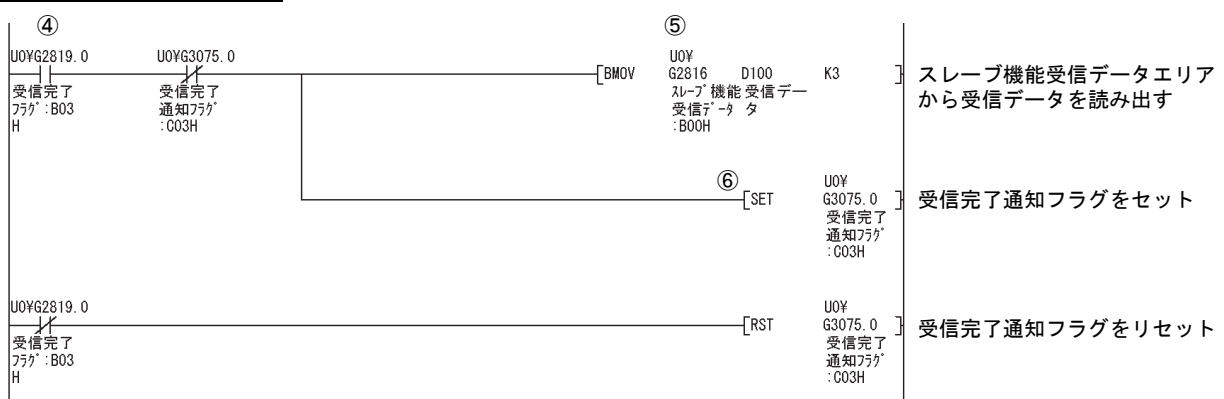 ④
⑤
U0¥G2819.0 U0¥G3075.0 U0¥
[BMOV G2816 D100 K3 ]
受信完了 受信完了 ｽﾚｰﾌﾞ機能 受信デー
ﾌﾗｸﾞ:B03 通知ﾌﾗｸﾞ 受信ﾃﾞｰﾀ タ
H :C03H :B00H
スレーブ機能受信データエリア
から受信データを読み出す
⑥
U0¥
[SET G3075.0 ]
受信完了
通知ﾌﾗｸﾞ
:C03H
受信完了通知フラグをセット
U0¥G2819.0 U0¥
[RST G3075.0 ]
受信完了 受信完了
ﾌﾗｸﾞ:B03 通知ﾌﾗｸﾞ
H :C03H
受信完了通知フラグをリセット